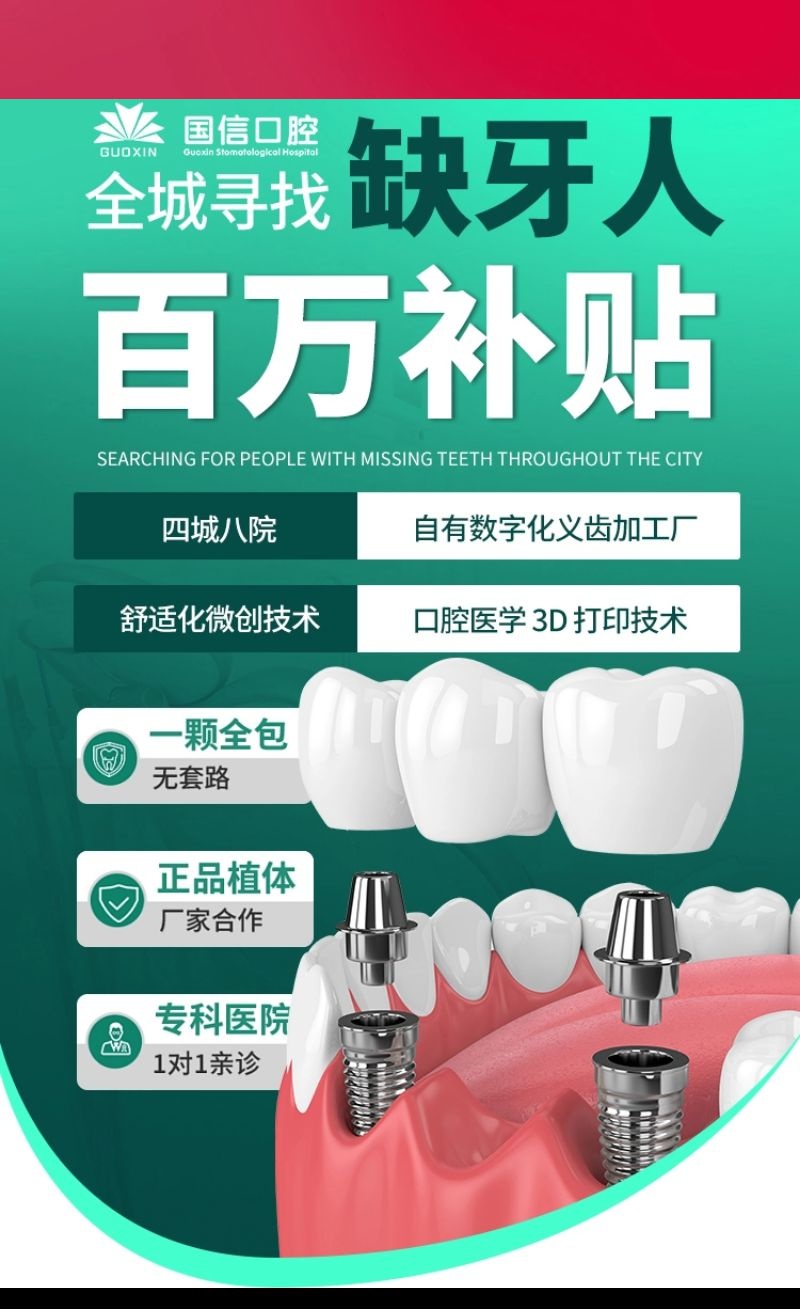 GUOXIN
国信口腔
Guoxin Stomatological Hospital
全城寻找 缺牙人
百万补贴
SEARCHING FOR PEOPLE WITH MISSING TEETH THROUGHOUT THE CITY
四城八院 自有数字化义齿加工厂
舒适化微创技术 口腔医学 3D 打印技术
一颗全包
无套路
正品植体
厂家合作
专科医院
1对1亲诊